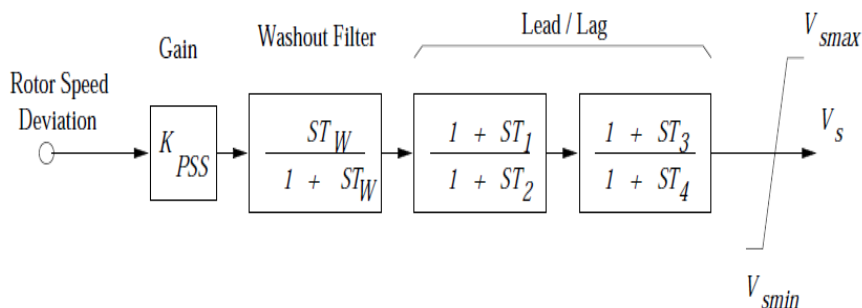 Rotor Speed
Deviation
Gain
K PSS
Washout Filter
ST W
1 + ST W
Lead / Lag
1 + ST 1
1 + ST 2
1 + ST 3
1 + ST 4
V smax
V s
V smin